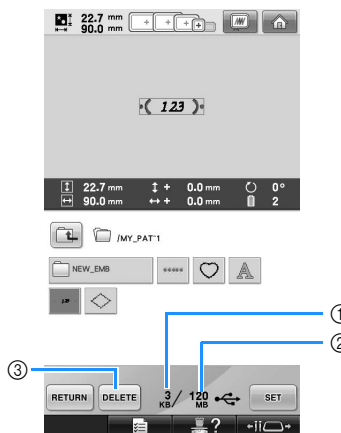 22.7 mm
90.0 mm
123
22.7 mm + 0.0 mm 0°
90.0 mm + 0.0 mm 2
/MY_PAT~1
NEW_EMB
A
①
②
③
RETURN DELETE 3 KB / 120 MB SET
?